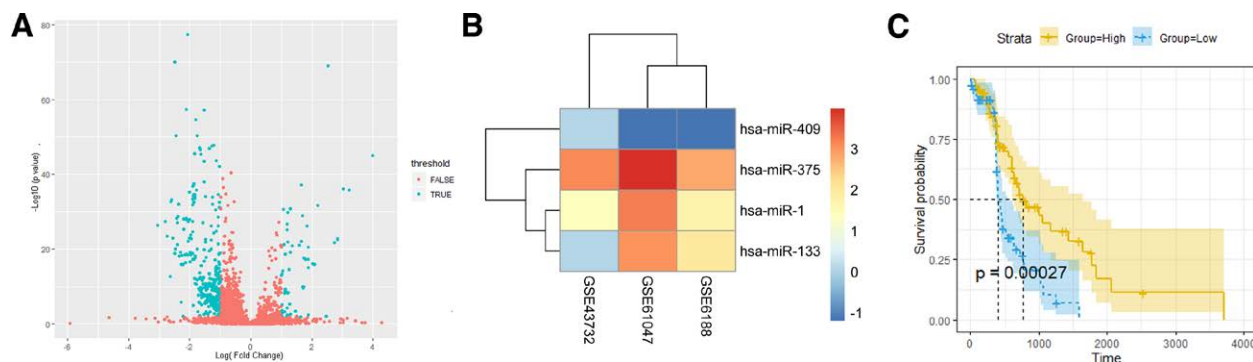 A
80
60
40
20
0
-Log10 (p value)
-6
-4
-2
0
2
4
Log( Fold Change)
threshold
FALSE
TRUE
B
hsa-miR-409
hsa-miR-375
hsa-miR-1
hsa-miR-133
GSE43732
GSE61047
GSE6188
3
2
1
0
-1
C
Strata Group=High Group=Low
1.00
0.75
0.50
0.25
0.00
Survival probability
p = 0.00027
0
1000
2000
3000
4000
Time